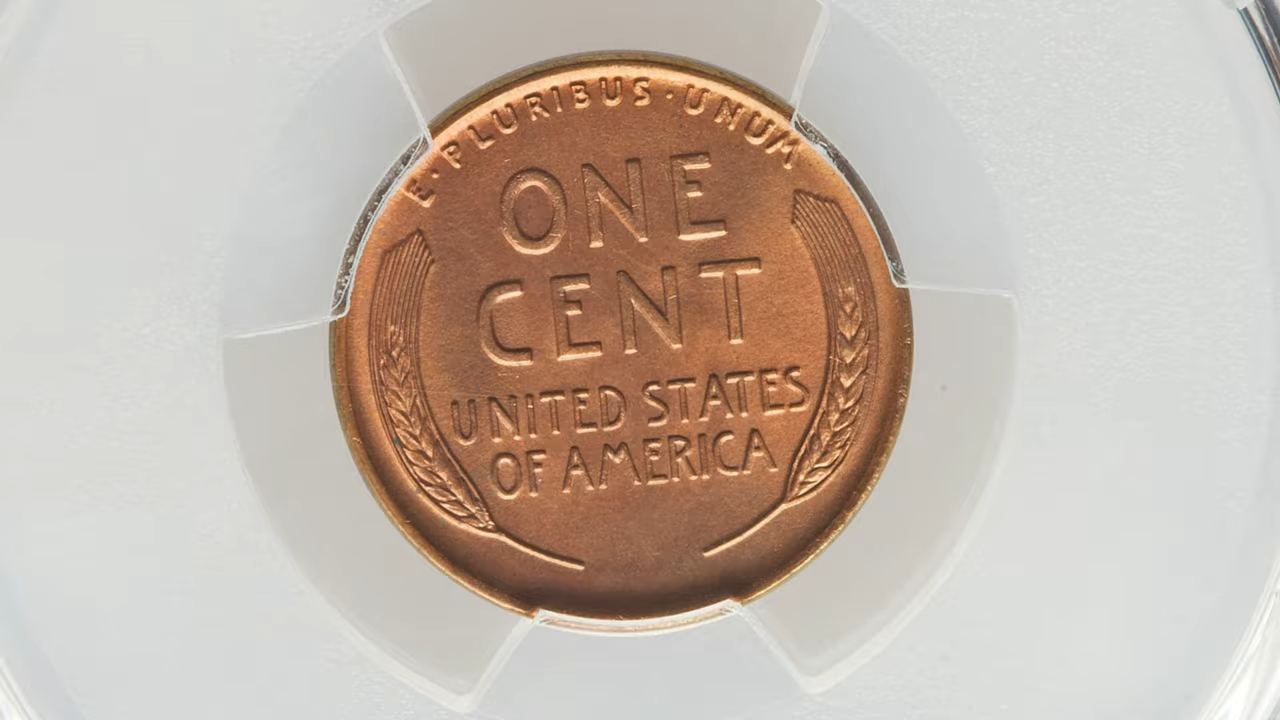 E·PLURIBUS·UNUM
ONE
CENT
UNITED STATES
OF AMERICA